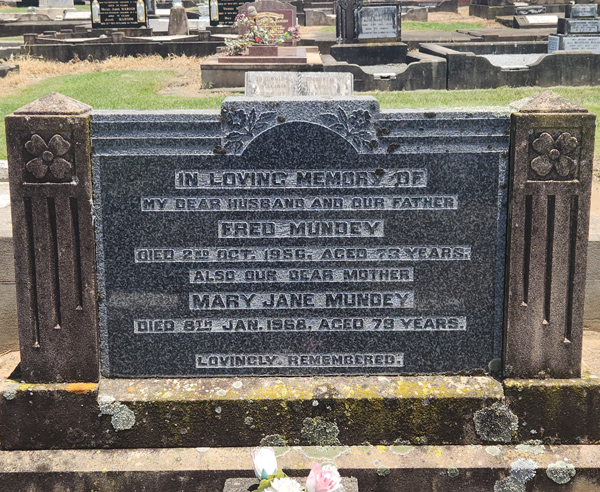 IN LOVING MEMORY OF
MY DEAR HUSBAND AND OUR FATHER
FRED MUNDEY
DIED 2ND OCT. 1956, AGED 73 YEARS.
ALSO OUR DEAR MOTHER
MARY JANE MUNDEY
DIED 8TH JAN. 1968, AGED 79 YEARS.
LOVINGLY REMEMBERED.